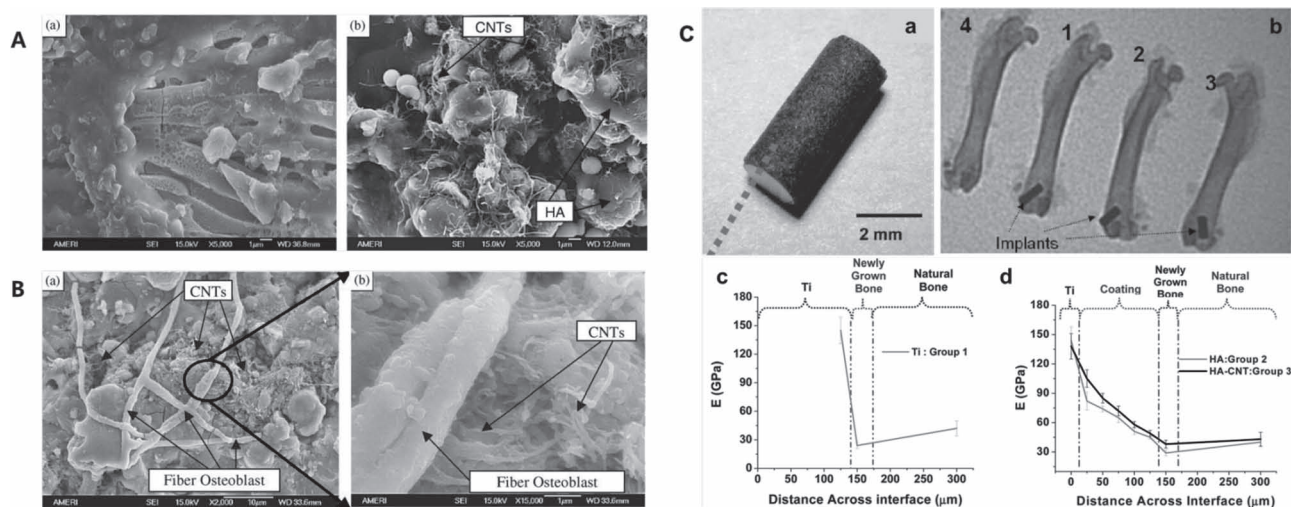 A
(a)
AMERI SEI 15.0kV X5,000 1μm WD 36.8mm
(b)
CNTs
HA
AMERI SEI 15.0kV X5,000 1μm WD 12.0mm
B
(a)
CNTs
Fiber Osteoblast
AMERI SEI 15.0kV X2,000 10μm WD 33.6mm
(b)
CNTs
Fiber Osteoblast
AMERI SEI 15.0kV X15,000 1μm WD 33.6mm
C
a
2 mm
b
4
1
2
3
Implants
c
Ti
Newly
Grown
Bone
Natural
Bone
180
150
120
90
60
30
E (GPa)
Ti : Group 1
0 50 100 150 200 250 300
Distance Across interface (μm)
d
Ti
Coating
Newly
Grown
Bone
Natural
Bone
180
150
120
90
60
30
E (GPa)
HA:Group 2
HA-CNT:Group 3
0 50 100 150 200 250 300
Distance Across Interface (μm)